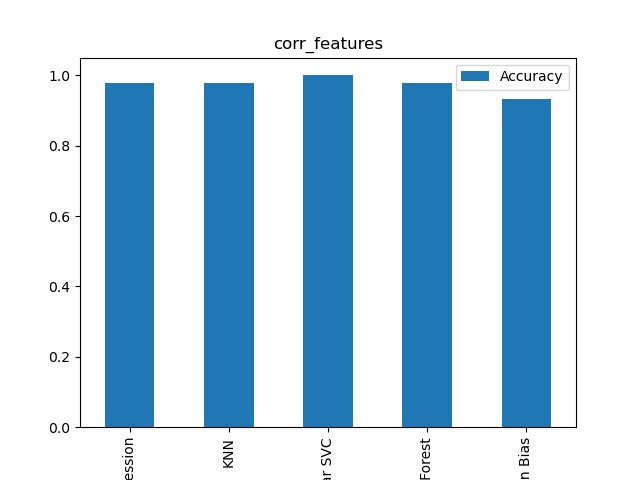 corr_features
Accuracy
1.0
0.8
0.6
0.4
0.2
0.0
ession
KNN
ar SVC
Forest
n Bias